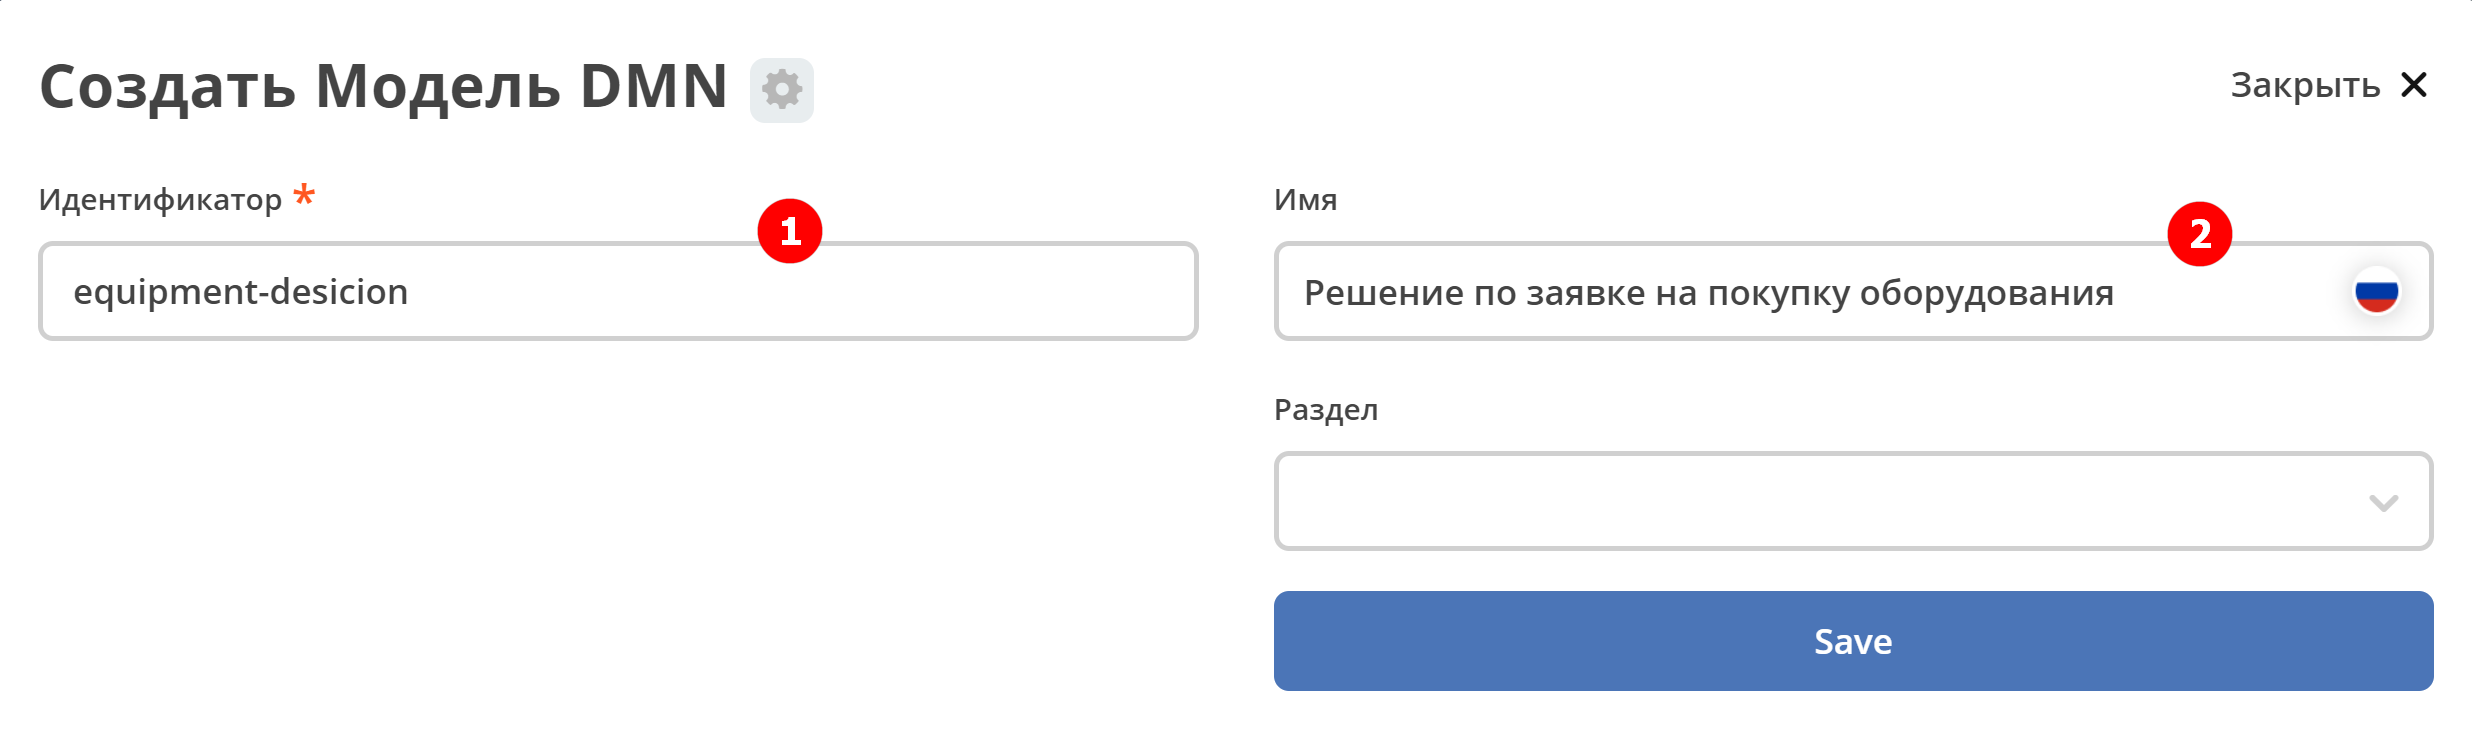 Создать Модель DMN
Закрыть
Идентификатор *
1
equipment-desicion
Имя
2
Решение по заявке на покупку оборудования
Раздел
Save